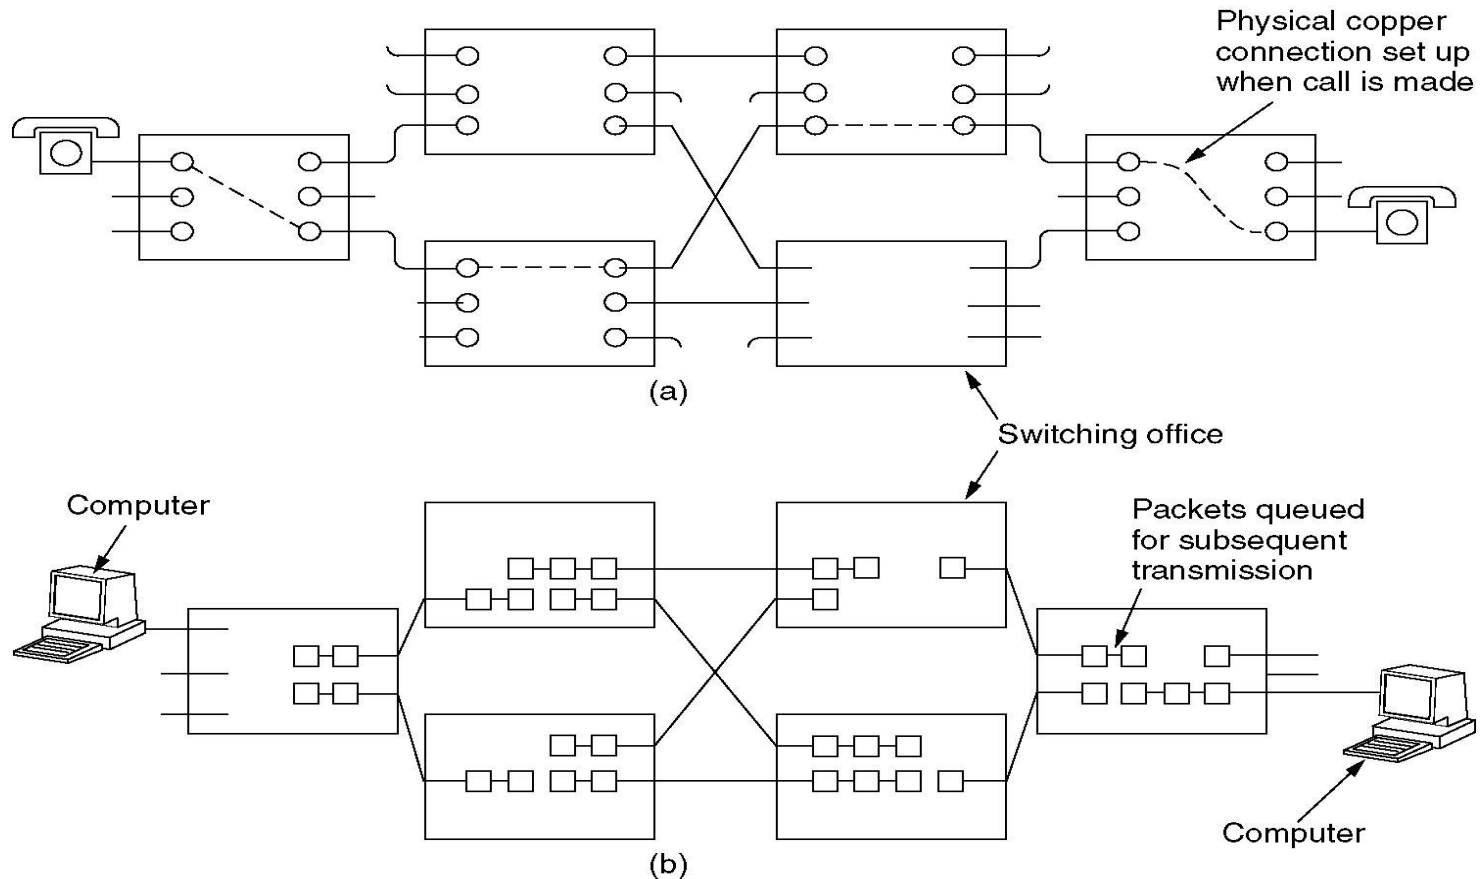 Physical copper
connection set up
when call is made
(a)
Switching office
Computer
Packets queued
for subsequent
transmission
Computer
(b)